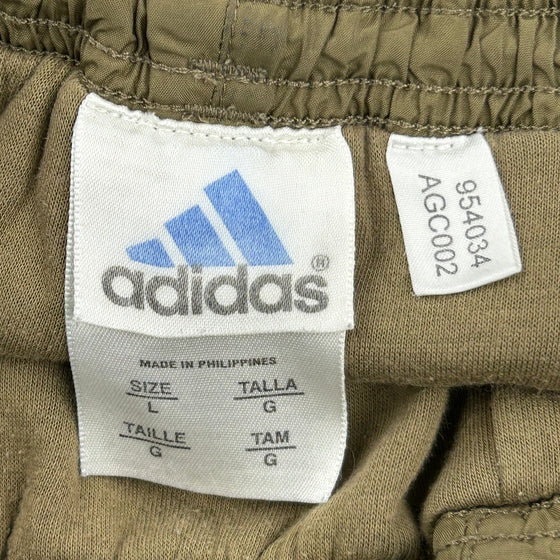 adidas®
MADE IN PHILIPPINES
SIZE
L
TALLA
G
TAILLE
G
TAM
G
954034
AGC002